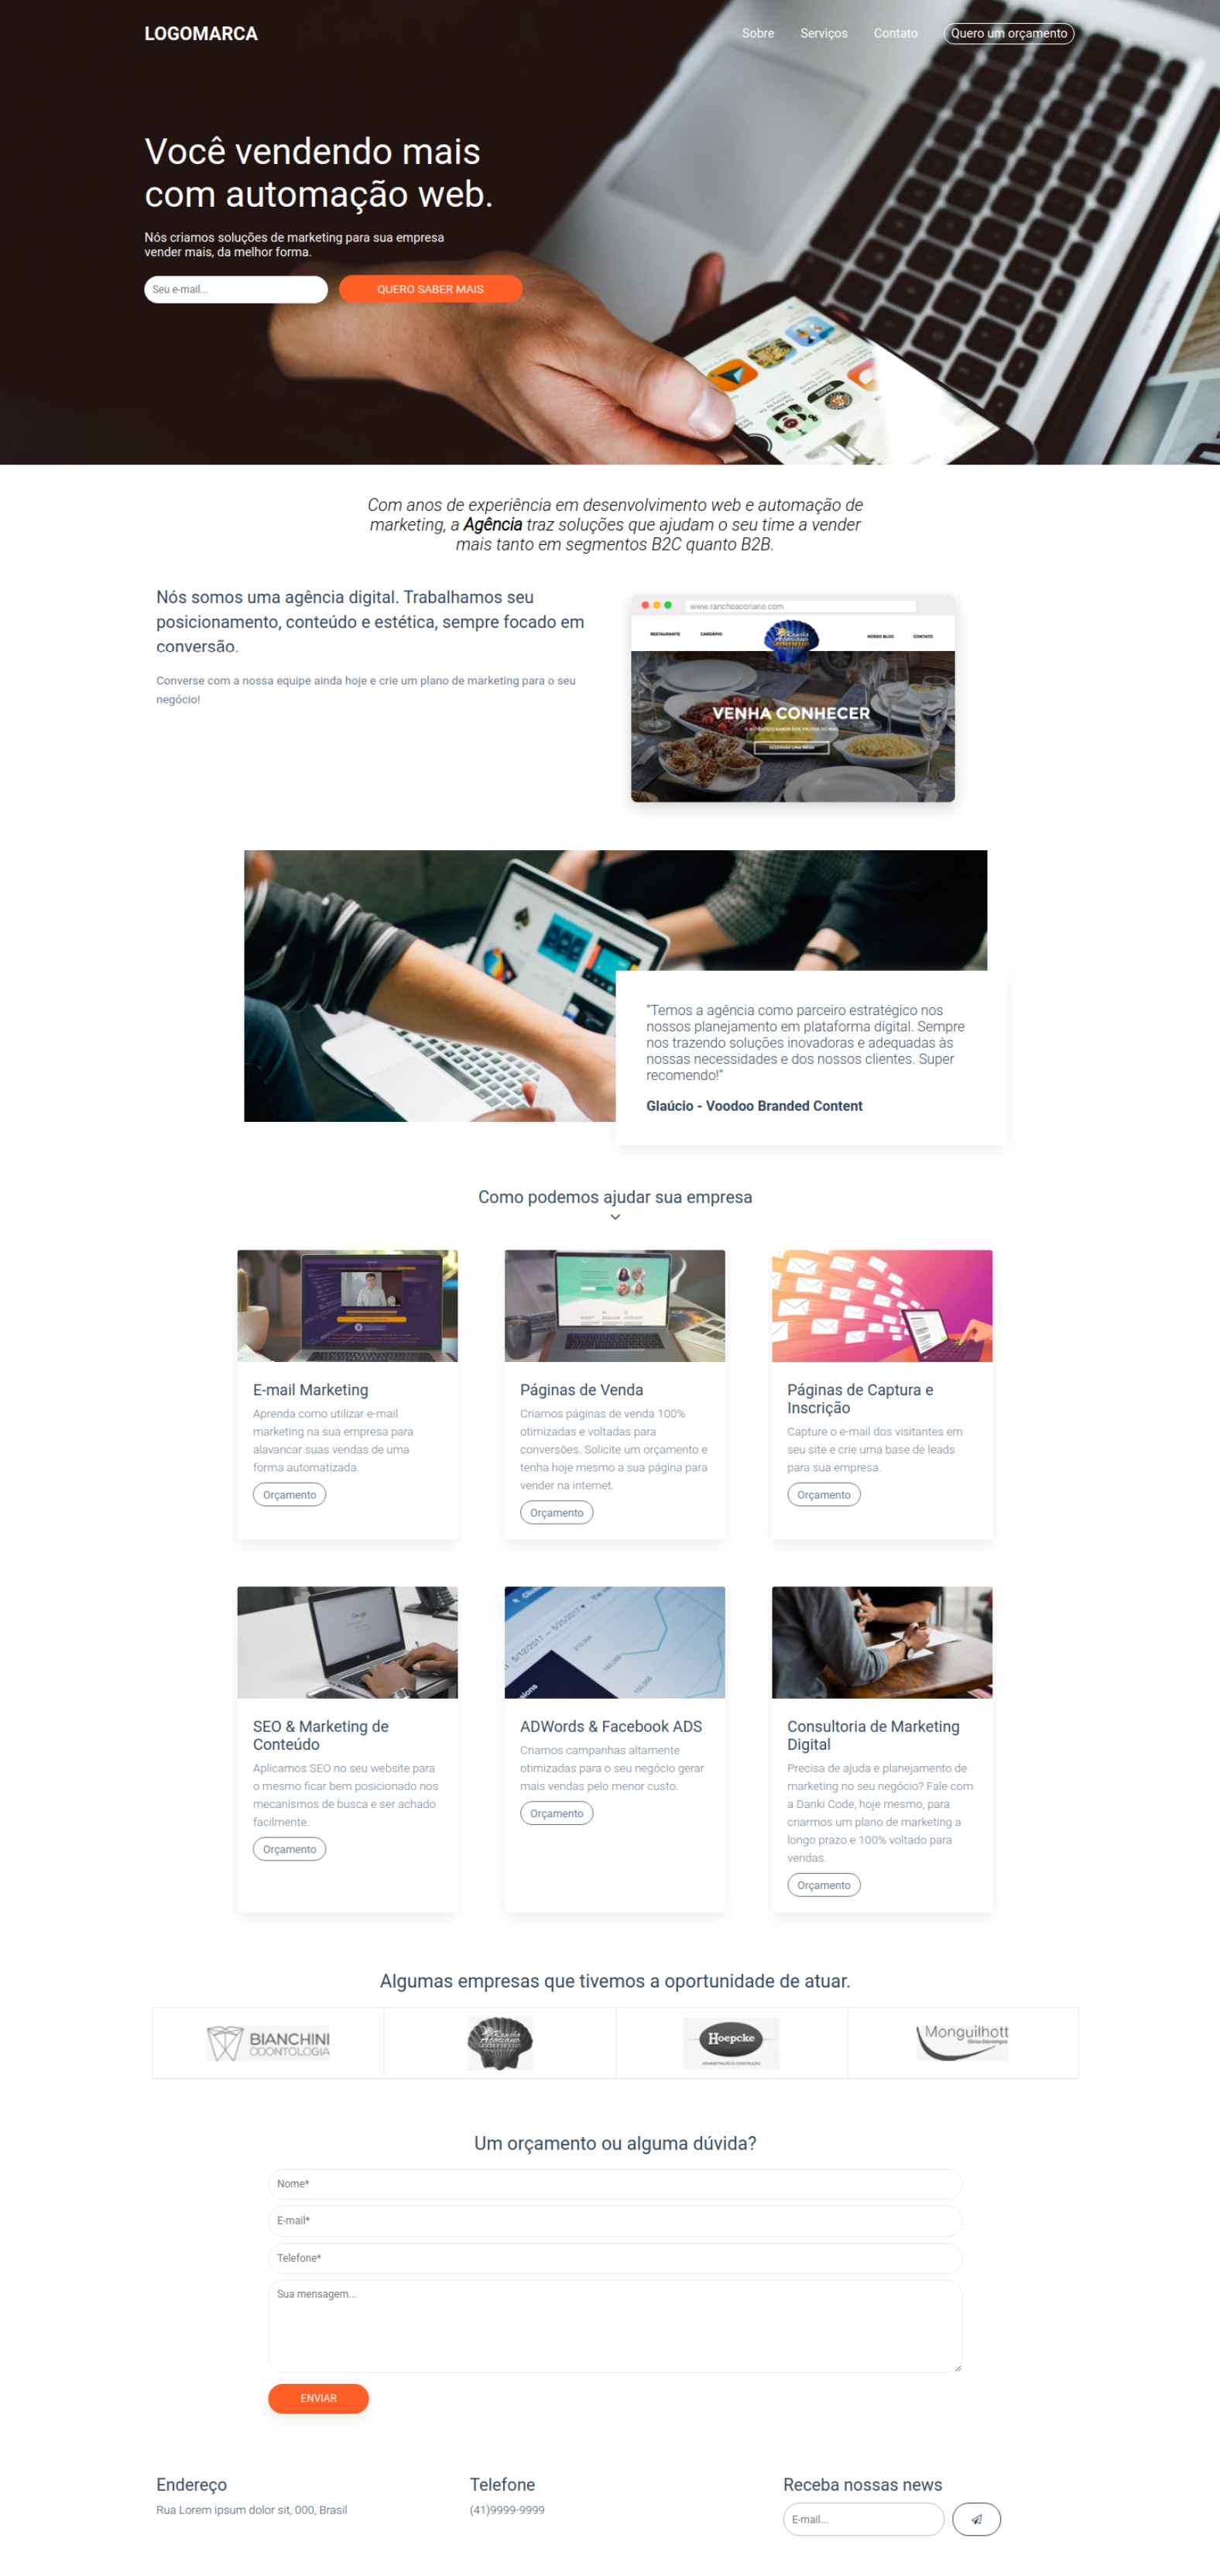 LOGOMARCA
Sobre Serviços Contato Quero um orçamento
Você vendendo mais
com automação web.
Nós criamos soluções de marketing para sua empresa
vender mais, da melhor forma.
Seu e-mail... QUERO SABER MAIS
Com anos de experiência em desenvolvimento web e automação de
marketing, a Agência traz soluções que ajudam o seu time a vender
mais tanto em segmentos B2C quanto B2B.
Nós somos uma agência digital. Trabalhamos seu
posicionamento, conteúdo e estética, sempre focado em
conversão.
Converse com a nossa equipe ainda hoje e crie um plano de marketing para o seu
negócio!
www.ranchoacoriano.com
RESTAURANTE CARDÁPIO NOSSO BLOG CONTATO
VENHA CONHECER
RESERVAR UMA MESA
“Temos a agência como parceiro estratégico nos
nossos planejamento em plataforma digital. Sempre
nos trazendo soluções inovadoras e adequadas às
nossas necessidades e dos nossos clientes. Super
recomendo!”
Glaúcio - Voodoo Branded Content
Como podemos ajudar sua empresa
E-mail Marketing
Aprenda como utilizar e-mail
marketing na sua empresa para
alavancar suas vendas de uma
forma automatizada.
Orçamento
Páginas de Venda
Criamos páginas de venda 100%
otimizadas e voltadas para
conversões. Solicite um orçamento e
tenha hoje mesmo a sua página para
vender na internet.
Orçamento
Páginas de Captura e
Inscrição
Capture o e-mail dos visitantes em
seu site e crie uma base de leads
para sua empresa.
Orçamento
5/12/2017 – 5/25/2017
SEO & Marketing de
Conteúdo
Aplicamos SEO no seu website para
o mesmo ficar bem posicionado nos
mecanismos de busca e ser achado
facilmente.
Orçamento
ADWords & Facebook ADS
Criamos campanhas altamente
otimizadas para o seu negócio gerar
mais vendas pelo menor custo.
Orçamento
Consultoria de Marketing
Digital
Precisa de ajuda e planejamento de
marketing no seu negócio? Fale com
a Danki Code, hoje mesmo, para
criarmos um plano de marketing a
longo prazo e 100% voltado para
vendas.
Orçamento
Algumas empresas que tivemos a oportunidade de atuar.
BIANCHINI
ODONTOLOGIA
Rancho
Açoriano
Hoepcke
Monguilhott
Um orçamento ou alguma dúvida?
Nome*
E-mail*
Telefone*
Sua mensagem...
ENVIAR
Endereço
Rua Lorem ipsum dolor sit, 000, Brasil
Telefone
(41)9999-9999
Receba nossas news
E-mail...